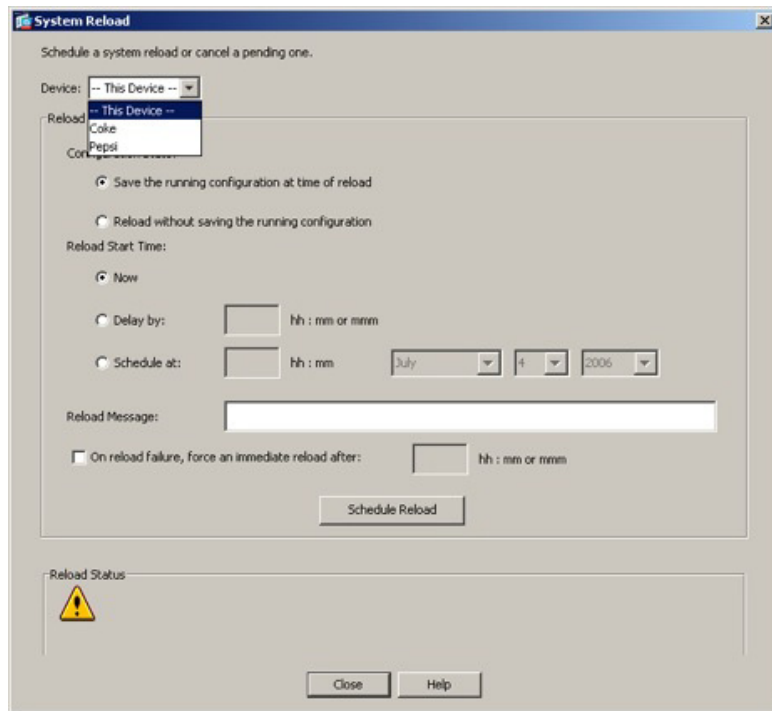 System Reload
Schedule a system reload or cancel a pending one.
Device: -- This Device --
-- This Device --
Coke
Pepsi
Reload
Save the running configuration at time of reload
Reload without saving the running configuration
Reload Start Time:
Now
Delay by: hh : mm or mmm
Schedule at: hh : mm July 4 2006
Reload Message:
On reload failure, force an immediate reload after: hh : mm or mmm
Schedule Reload
Reload Status
Close Help